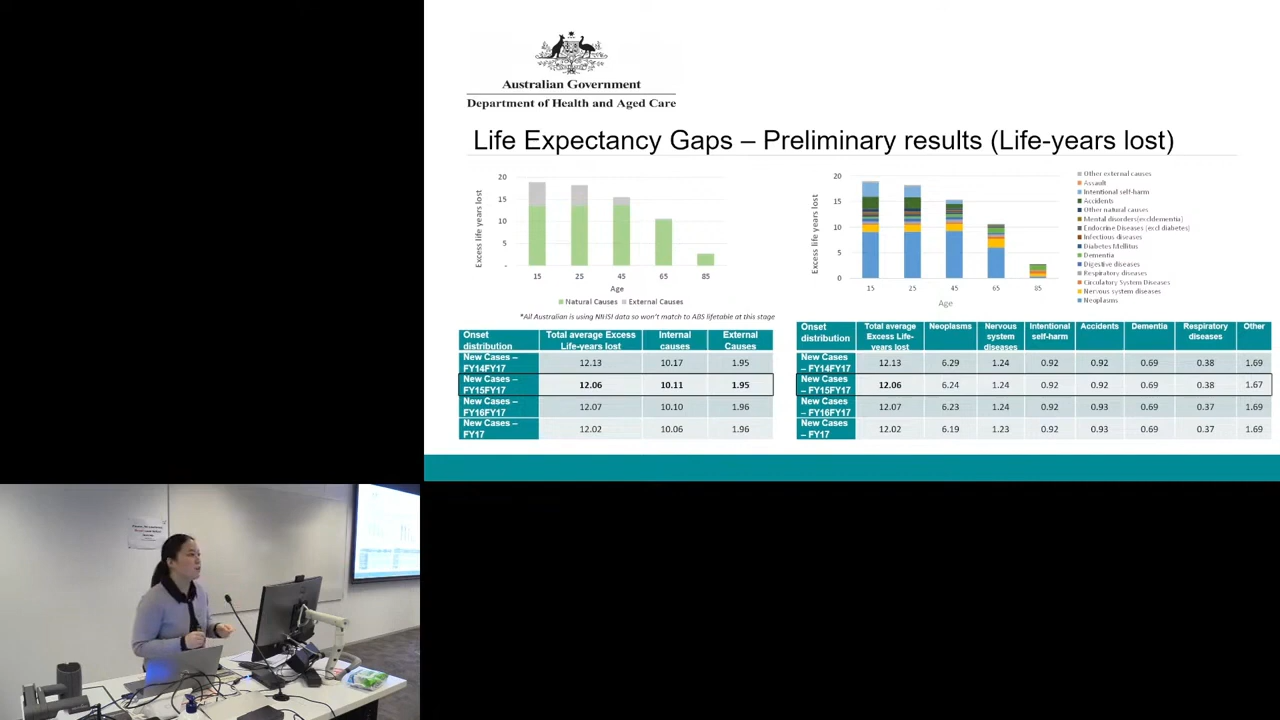 Australian Government
Department of Health and Aged Care
Life Expectancy Gaps – Preliminary results (Life-years lost)
Excess life years lost
20
15
10
5
-
15 25 45 65 85
Age
Natural Causes External Causes
*All Australian is using NIHSI data so won't match to ABS lifetable at this stage
Excess life years lost
20
15
10
5
0
15 25 45 65 85
Age
Other external causes
Assault
Intentional self-harm
Accidents
Other natural causes
Mental disorders(excldementia)
Endocrine Diseases (excl diabetes)
Infectious diseases
Diabetes Mellitus
Dementia
Digestive diseases
Respiratory diseases
Circulatory System Diseases
Nervous system diseases
Neoplasms
Onset distribution Total average Excess Life-years lost Internal causes External Causes
New Cases – FY14FY17 12.13 10.17 1.95
New Cases – FY15FY17 12.06 10.11 1.95
New Cases – FY16FY17 12.07 10.10 1.96
New Cases – FY17 12.02 10.06 1.96
Onset distribution Total average Excess Life-years lost Neoplasms Nervous system diseases Intentional self-harm Accidents Dementia Respiratory diseases Other
New Cases – FY14FY17 12.13 6.29 1.24 0.92 0.92 0.69 0.38 1.69
New Cases – FY15FY17 12.06 6.24 1.24 0.92 0.92 0.69 0.38 1.67
New Cases – FY16FY17 12.07 6.23 1.24 0.92 0.93 0.69 0.37 1.69
New Cases – FY17 12.02 6.19 1.23 0.92 0.93 0.69 0.37 1.69